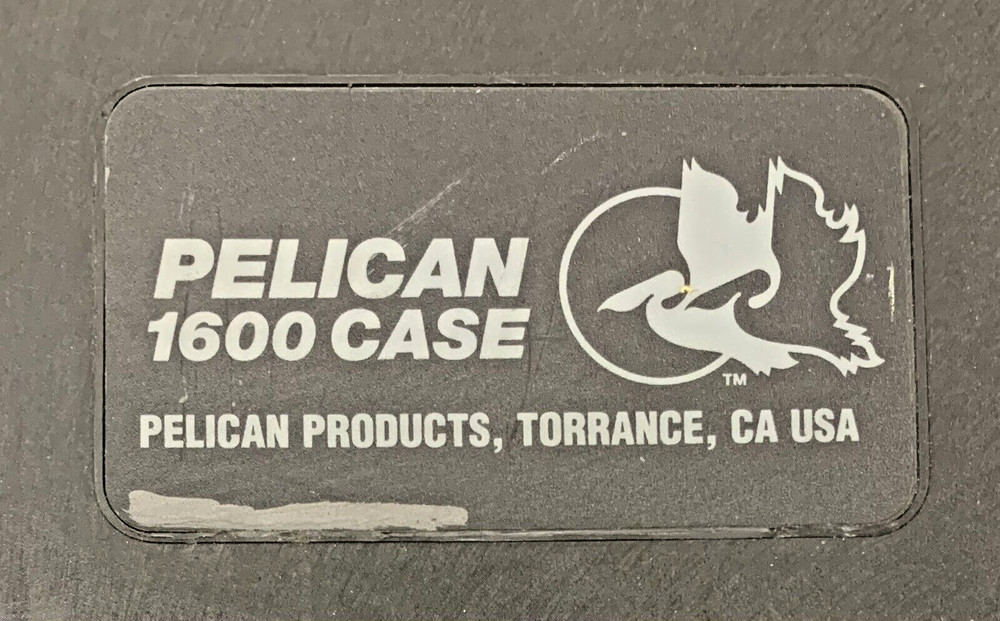 PELICAN
1600 CASE
TM
PELICAN PRODUCTS, TORRANCE, CA USA